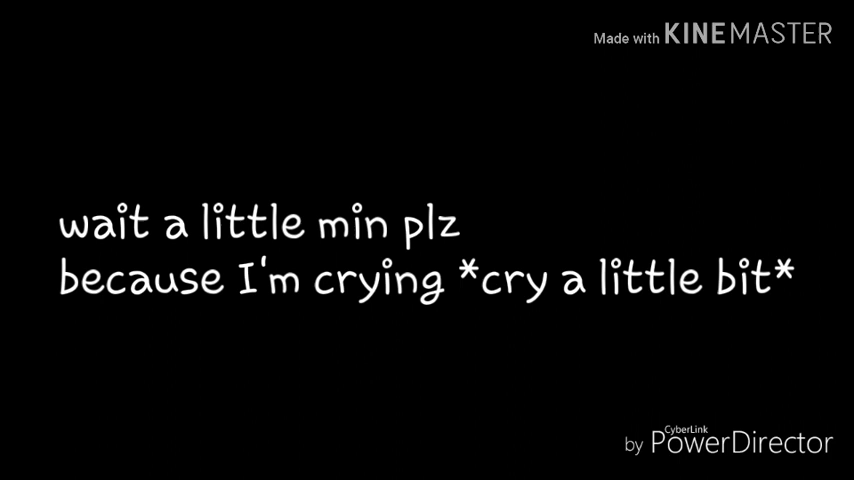 Made with KINEMASTER
wait a little min plz
because I'm crying *cry a little bit*
CyberLink
by PowerDirector